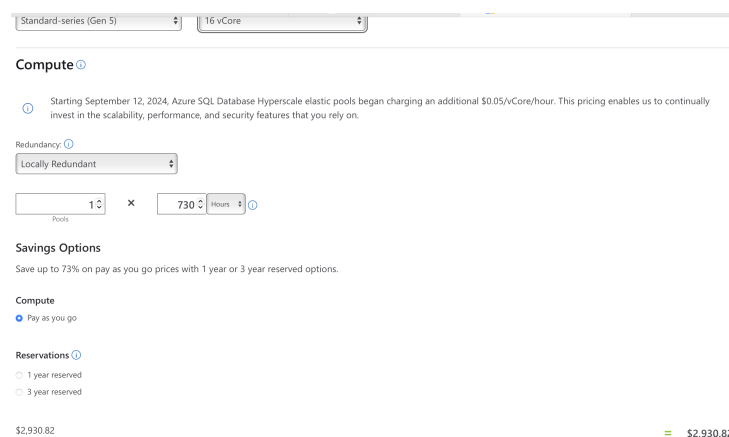 Standard-series (Gen 5) 16 vCore
Compute
Starting September 12, 2024, Azure SQL Database Hyperscale elastic pools began charging an additional $0.05/vCore/hour. This pricing enables us to continually
invest in the scalability, performance, and security features that you rely on.
Redundancy:
Locally Redundant
1 × 730 Hours
Pools
Savings Options
Save up to 73% on pay as you go prices with 1 year or 3 year reserved options.
Compute
Pay as you go
Reservations
1 year reserved
3 year reserved
$2,930.82 = $2,930.82